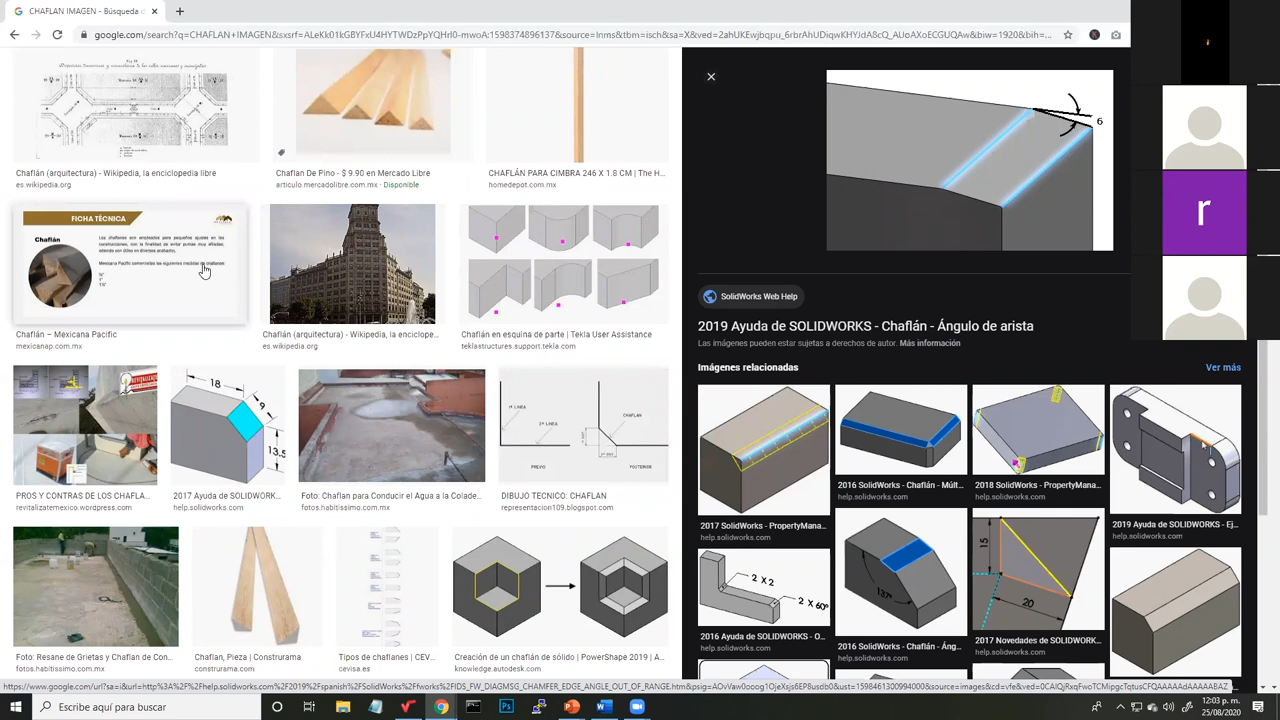 CHAFLAN IMAGEN - Búsqueda d
google.com/search?q=CHAFLAN+IMAGEN&sxsrf=ALeKk01kGBYFxU4HYTWDzPpYQHrl0-mwoA:1598374896137&source=lnms&tbm=isch&sa=X&ved=2ahUKEwjbqpu_6rbrAhUDiqwKHYJdA8cQ_AUoAXoECGUQAw&biw=1920&bih=...
Chaflán (arquitectura) - Wikipedia, la enciclopedia libre
es.wikipedia.org
Chaflan De Pino - $ 9.90 en Mercado Libre
articulo.mercadolibre.com.mx · Disponible
CHAFLÁN PARA CIMBRA 246 X 1.8 CM | The H...
homedepot.com.mx
6
FICHA TÉCNICA
Chaflán
Chaflán – Mexicana Pacific
mexicanap.com.mx
Chaflán (arquitectura) - Wikipedia, la enciclope...
es.wikipedia.org
Chaflán en esquina de parte | Tekla User Assistance
teklastructures.support.tekla.com
r
SolidWorks Web Help
2019 Ayuda de SOLIDWORKS - Chaflán - Ángulo de arista
Las imágenes pueden estar sujetas a derechos de autor. Más información
Imágenes relacionadas
Ver más
18
9
13.5
1ª LINEA
2ª LINEA
CHAFLAN
PREVIO
POSTERIOR
PROS Y CONTRAS DE LOS CHAFLA...
revitalizatemexico.wordpress.com
2017 Ayuda de SOLIDWORK...
help.solidworks.com
Foto: Chaflan para Conducir el Agua a la Colade...
fotos.habitissimo.com.mx
DIBUJO TECNICO: CHAFLAN
representacion109.blogspot.com
2017 SolidWorks - PropertyMana...
help.solidworks.com
2016 SolidWorks - Chaflán - Múlt...
help.solidworks.com
2018 SolidWorks - PropertyMana...
help.solidworks.com
2019 Ayuda de SOLIDWORKS - Ej...
help.solidworks.com
2 X 2
2 X 60°
137°
15
20
2016 Ayuda de SOLIDWORKS - O...
help.solidworks.com
2016 SolidWorks - Chaflán - Áng...
help.solidworks.com
2017 Novedades de SOLIDWORK...
help.solidworks.com
Foto: Resane de Grietas y Chaflan de Con...
fotos.habitissimo.com.mx
Chaflan, Pieza | Construrama
construrama.com
Tipos de chaflanes | CEV...
cevisa.es
Creación de un chaflán de sólido | PowerShape 2019 | A...
knowledge.autodesk.com
Escribe aquí para buscar
12:03 p. m.
25/08/2020